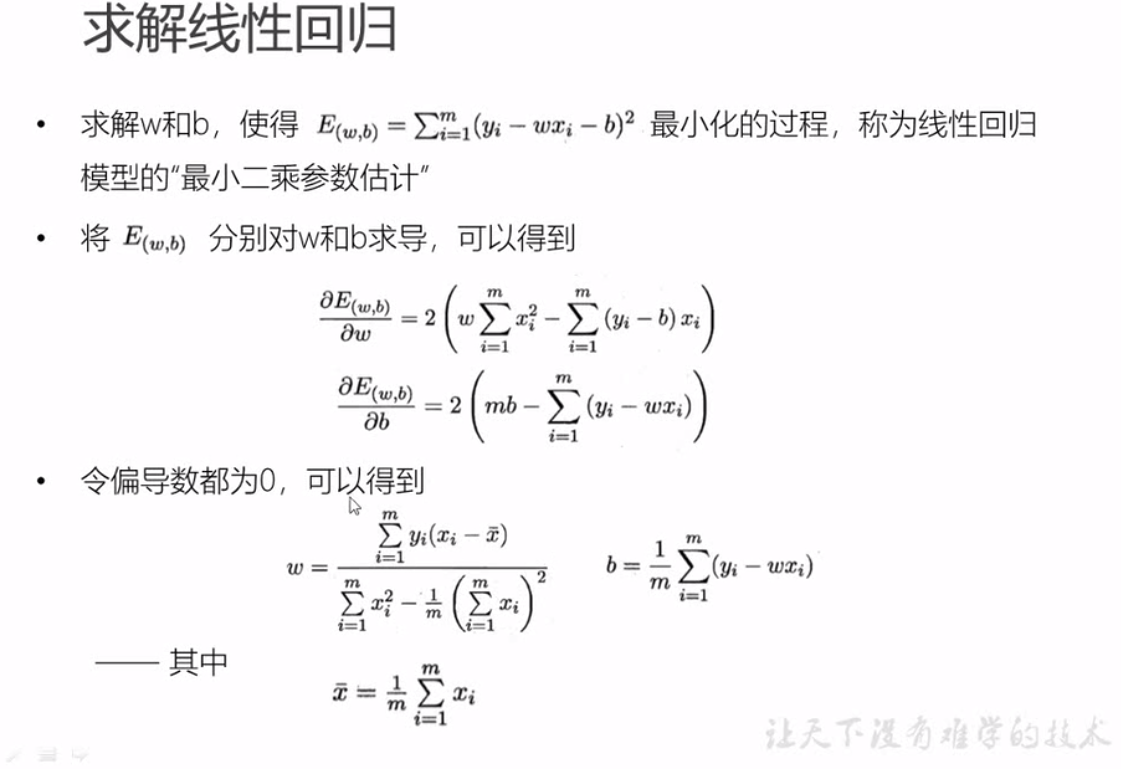 求解线性回归
• 求解w和b，使得 E_{(w,b)} = \sum_{i=1}^{m} (y_i - wx_i - b)^2 最小化的过程，称为线性回归
模型的“最小二乘参数估计”
• 将 E_{(w,b)} 分别对w和b求导，可以得到
\frac{\partial E_{(w,b)}}{\partial w} = 2 \left( w \sum_{i=1}^{m} x_i^2 - \sum_{i=1}^{m} (y_i - b) x_i \right)
\frac{\partial E_{(w,b)}}{\partial b} = 2 \left( mb - \sum_{i=1}^{m} (y_i - wx_i) \right)
• 令偏导数都为0，可以得到
w = \frac{\sum_{i=1}^{m} y_i (x_i - \bar{x})}{\sum_{i=1}^{m} x_i^2 - \frac{1}{m} \left( \sum_{i=1}^{m} x_i \right)^2} b = \frac{1}{m} \sum_{i=1}^{m} (y_i - wx_i)
—— 其中
\bar{x} = \frac{1}{m} \sum_{i=1}^{m} x_i
让天下没有难学的技术